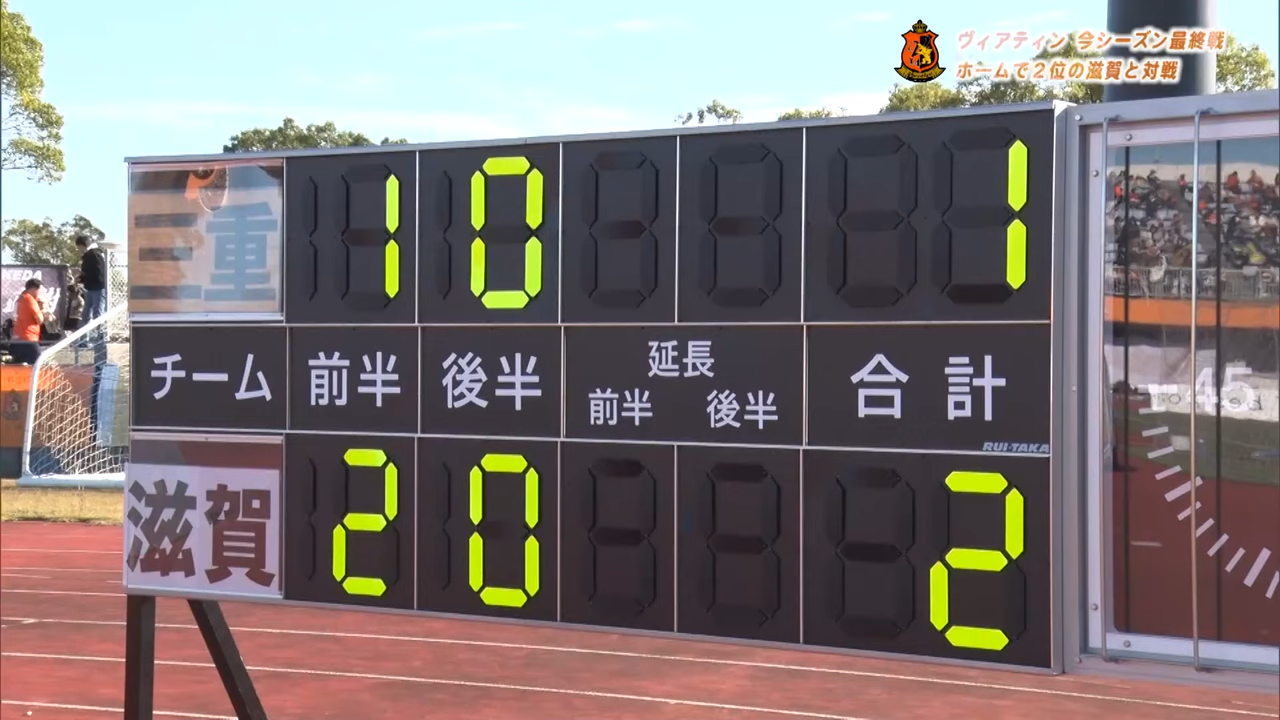 ヴィアティン 今シーズン最終戦
ホームで２位の滋賀と対戦
三重 1 0 1
チーム 前半 後半 延長 前半 後半 合計
RUI-TAKA
滋賀 2 0 2
KEDA
45